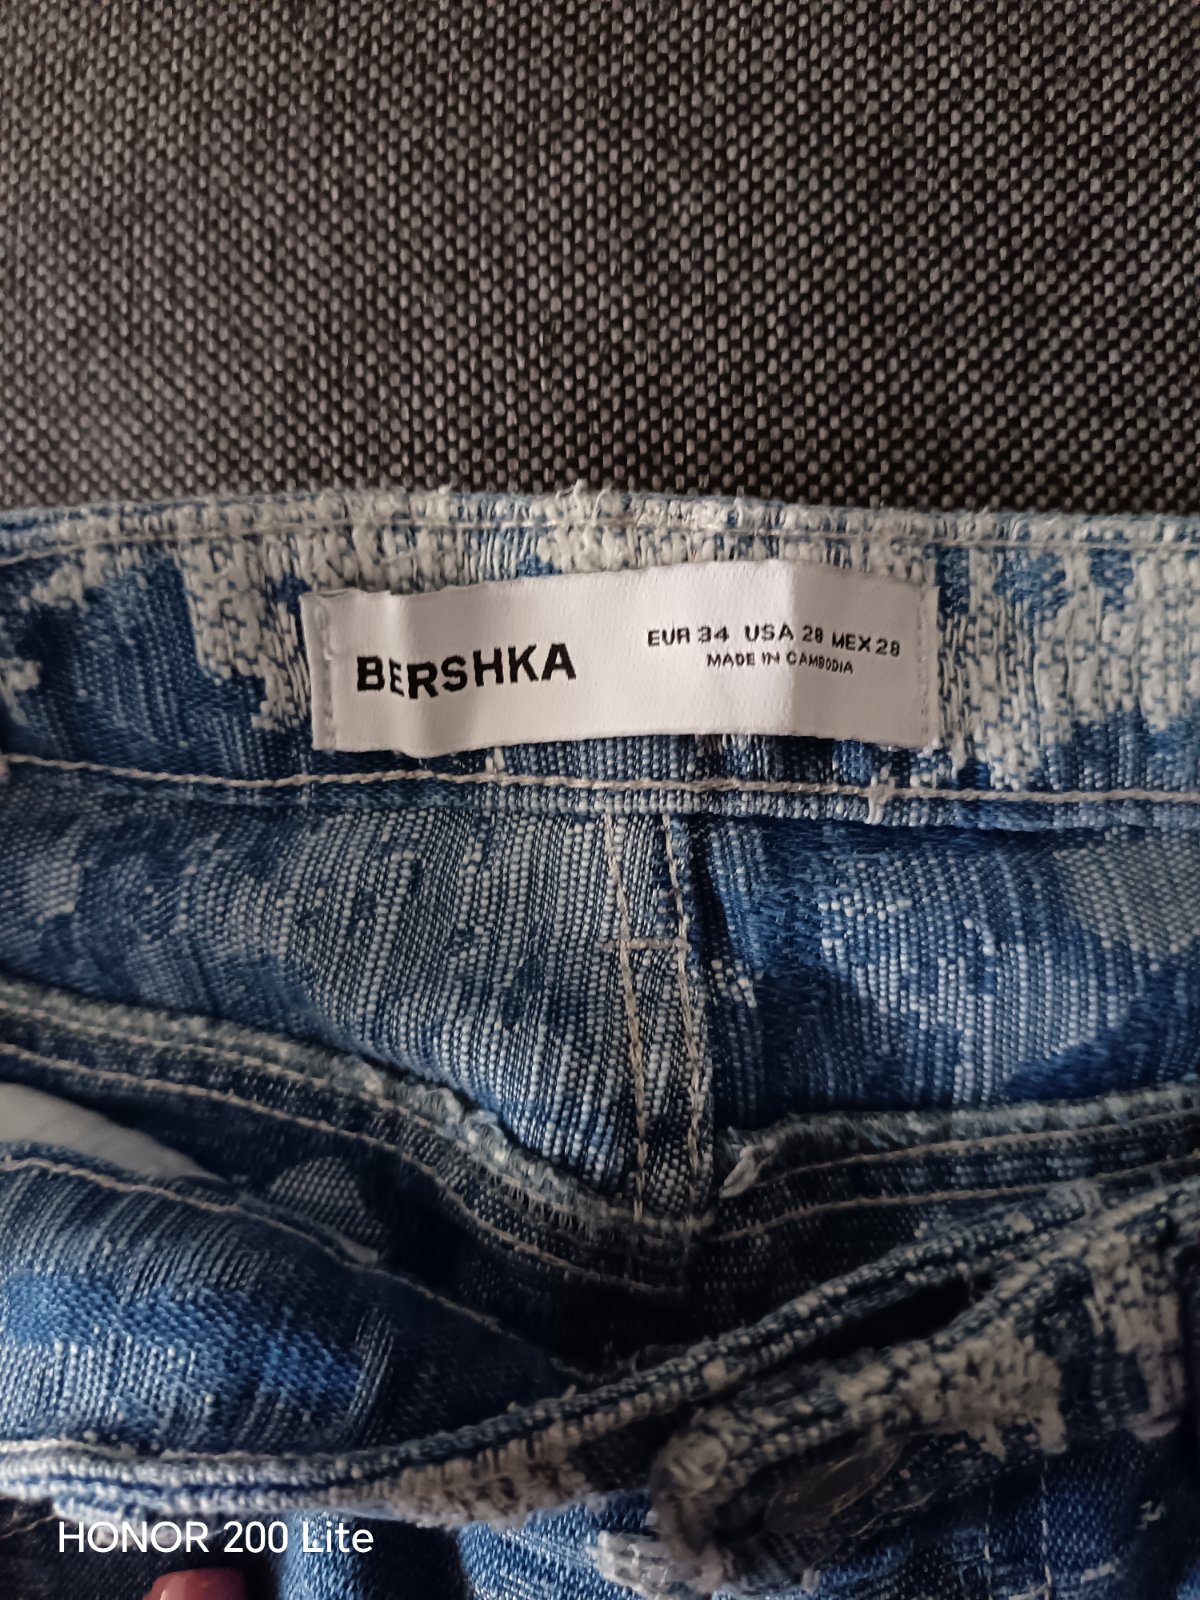 BERSHKA
EUR 34 USA 28 MEX 28
MADE IN CAMBODIA
HONOR 200 Lite